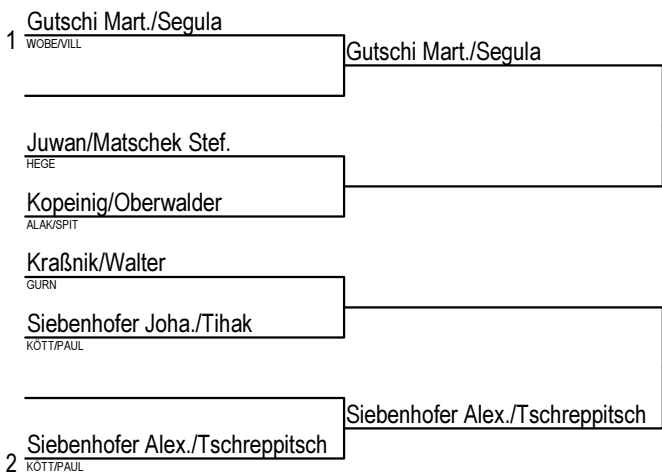 Gutschi Mart./Segula
1 WOBE/VILL
Gutschi Mart./Segula
Juwan/Matschek Stef.
HEGE
Kopeinig/Oberwalder
ALAK/SPIT
Kraßnik/Walter
GURN
Siebenhofer Joha./Tihak
KÖTT/PAUL
Siebenhofer Alex./Tschreppitsch
Siebenhofer Alex./Tschreppitsch
2 KÖTT/PAUL